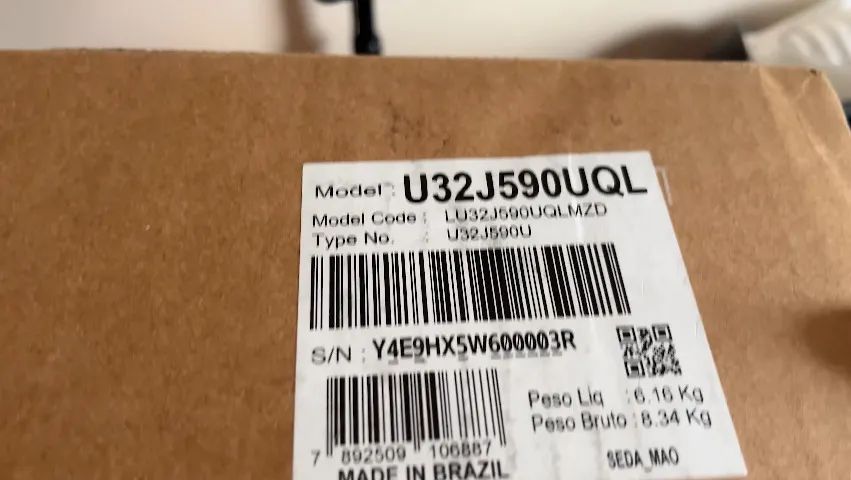 Model : U32J590UQL
Model Code : LU32J590UQLMZD
Type No. : U32J590U
S/N : Y4E9HX5W600003R
Peso Liq : 6.16 Kg
Peso Bruto : 8.34 Kg
7 892509 106887
MADE IN BRAZIL
SEDA_MAO